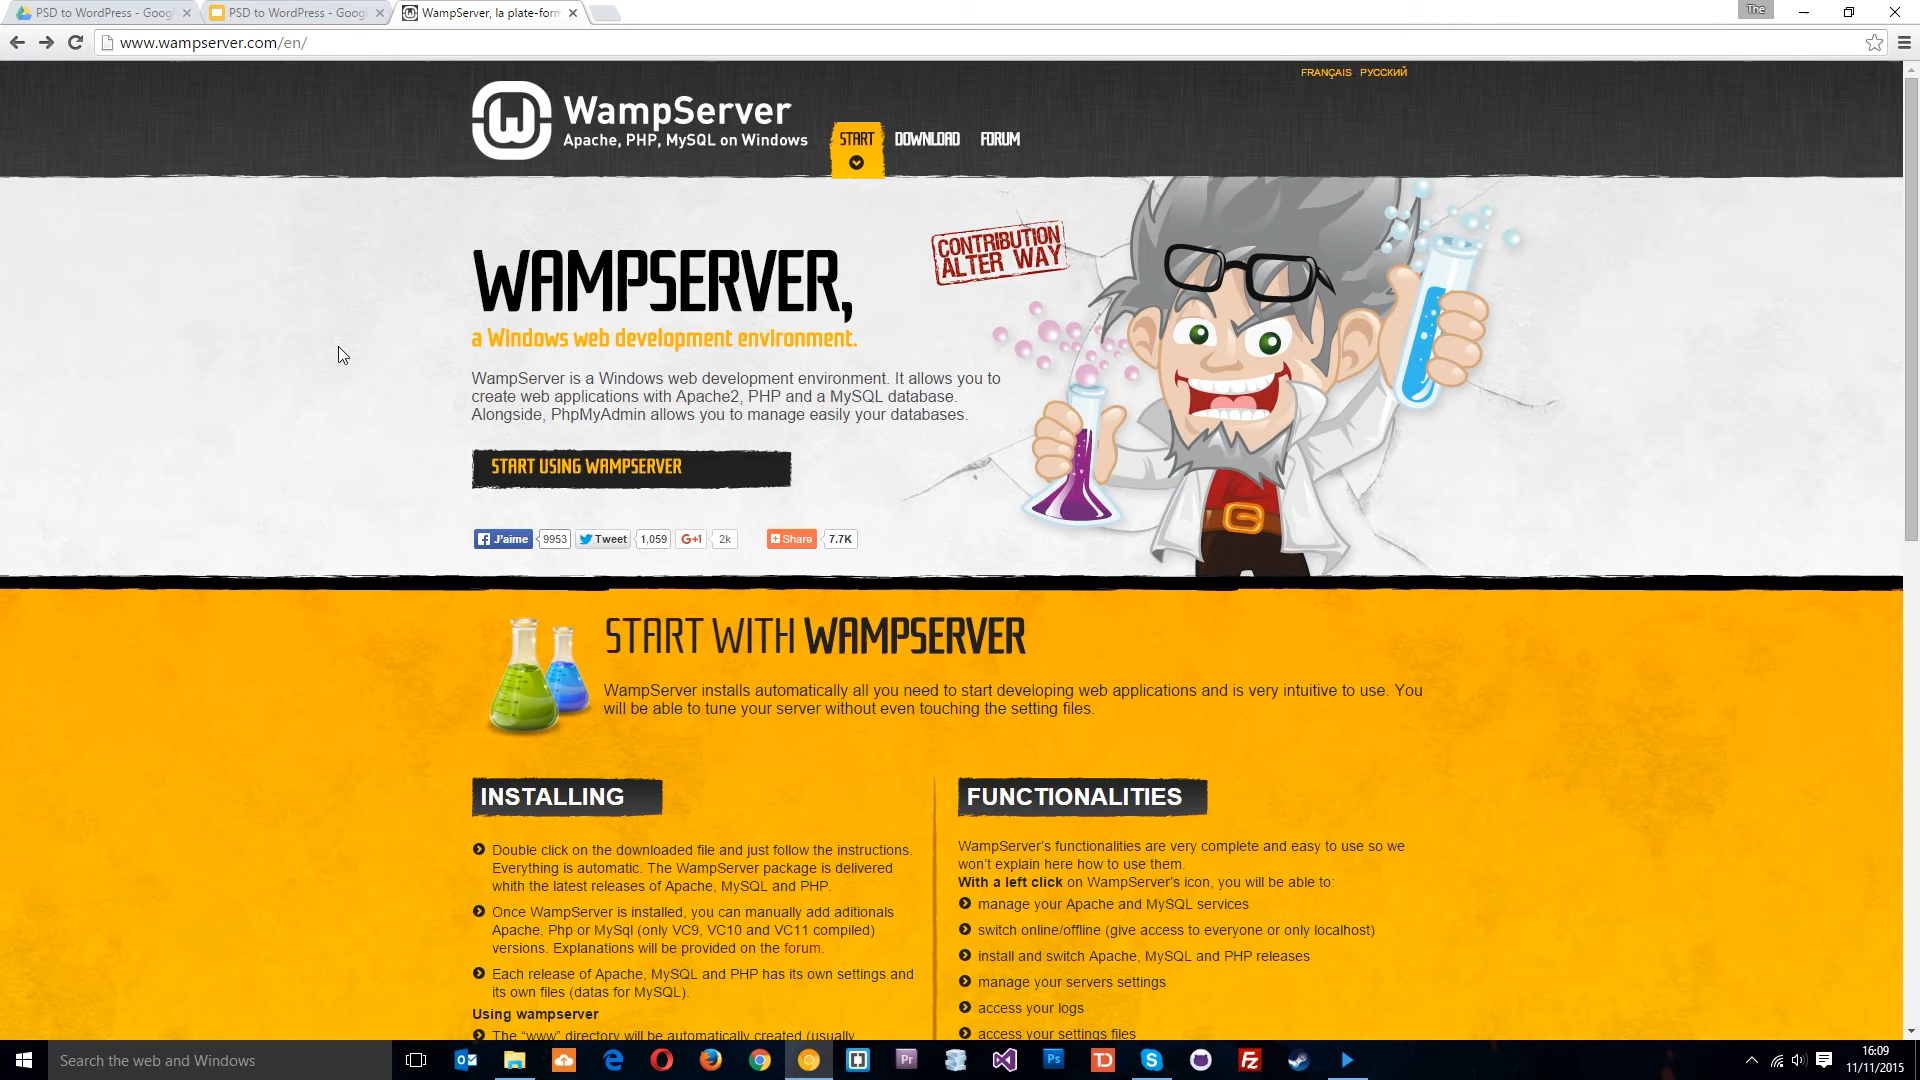 PSD to WordPress - Googl
PSD to WordPress - Googl
WampServer, la plate-form
The
www.wampserver.com/en/
FRANÇAIS РУССКИЙ
WampServer
Apache, PHP, MySQL on Windows
START
DOWNLOAD
FORUM
CONTRIBUTION
ALTER WAY
WAMPSERVER,
a Windows web development environment.
WampServer is a Windows web development environment. It allows you to
create web applications with Apache2, PHP and a MySQL database.
Alongside, PhpMyAdmin allows you to manage easily your databases.
START USING WAMPSERVER
J'aime 9953 Tweet 1,059 G+1 2k Share 7.7K
START WITH WAMPSERVER
WampServer installs automatically all you need to start developing web applications and is very intuitive to use. You
will be able to tune your server without even touching the setting files.
INSTALLING
Double click on the downloaded file and just follow the instructions.
Everything is automatic. The WampServer package is delivered
whith the latest releases of Apache, MySQL and PHP.
Once WampServer is installed, you can manually add aditionals
Apache, Php or MySql (only VC9, VC10 and VC11 compiled)
versions. Explanations will be provided on the forum.
Each release of Apache, MySQL and PHP has its own settings and
its own files (datas for MySQL).
Using wampserver
The “www” directory will be automatically created (usually
FUNCTIONALITIES
WampServer’s functionalities are very complete and easy to use so we
won’t explain here how to use them.
With a left click on WampServer’s icon, you will be able to:
manage your Apache and MySQL services
switch online/offline (give access to everyone or only localhost)
install and switch Apache, MySQL and PHP releases
manage your servers settings
access your logs
access your settings files
Search the web and Windows
Pr
Ps
16:09
11/11/2015